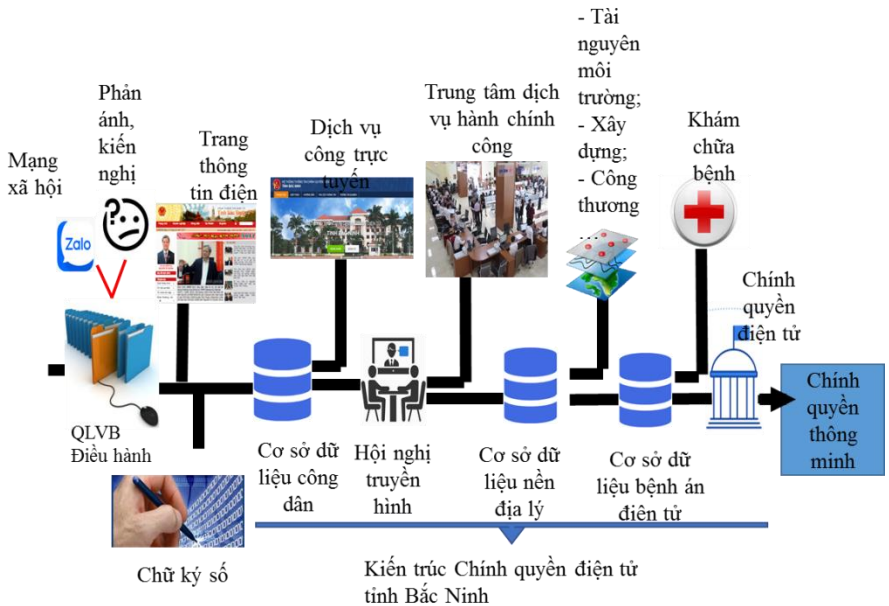 Mạng
xã hội
Phản
ánh,
kiến
nghị
Trang
thông
tin điện
Dịch vụ
công trực
tuyến
Trung tâm dịch
vụ hành chính
công
- Tài
nguyên
môi
trường;
- Xây
dựng;
- Công
thương
...
Khám
chữa
bệnh
Zalo
QLVB
Điều hành
Chữ ký số
Cơ sở dữ
liệu công
dân
Hội nghị
truyền
hình
Cơ sở dữ
liệu nền
địa lý
Cơ sở dữ
liệu bệnh án
điện tử
Chính
quyền
điện tử
Chính
quyền
thông
minh
Kiến trúc Chính quyền điện tử
tỉnh Bắc Ninh